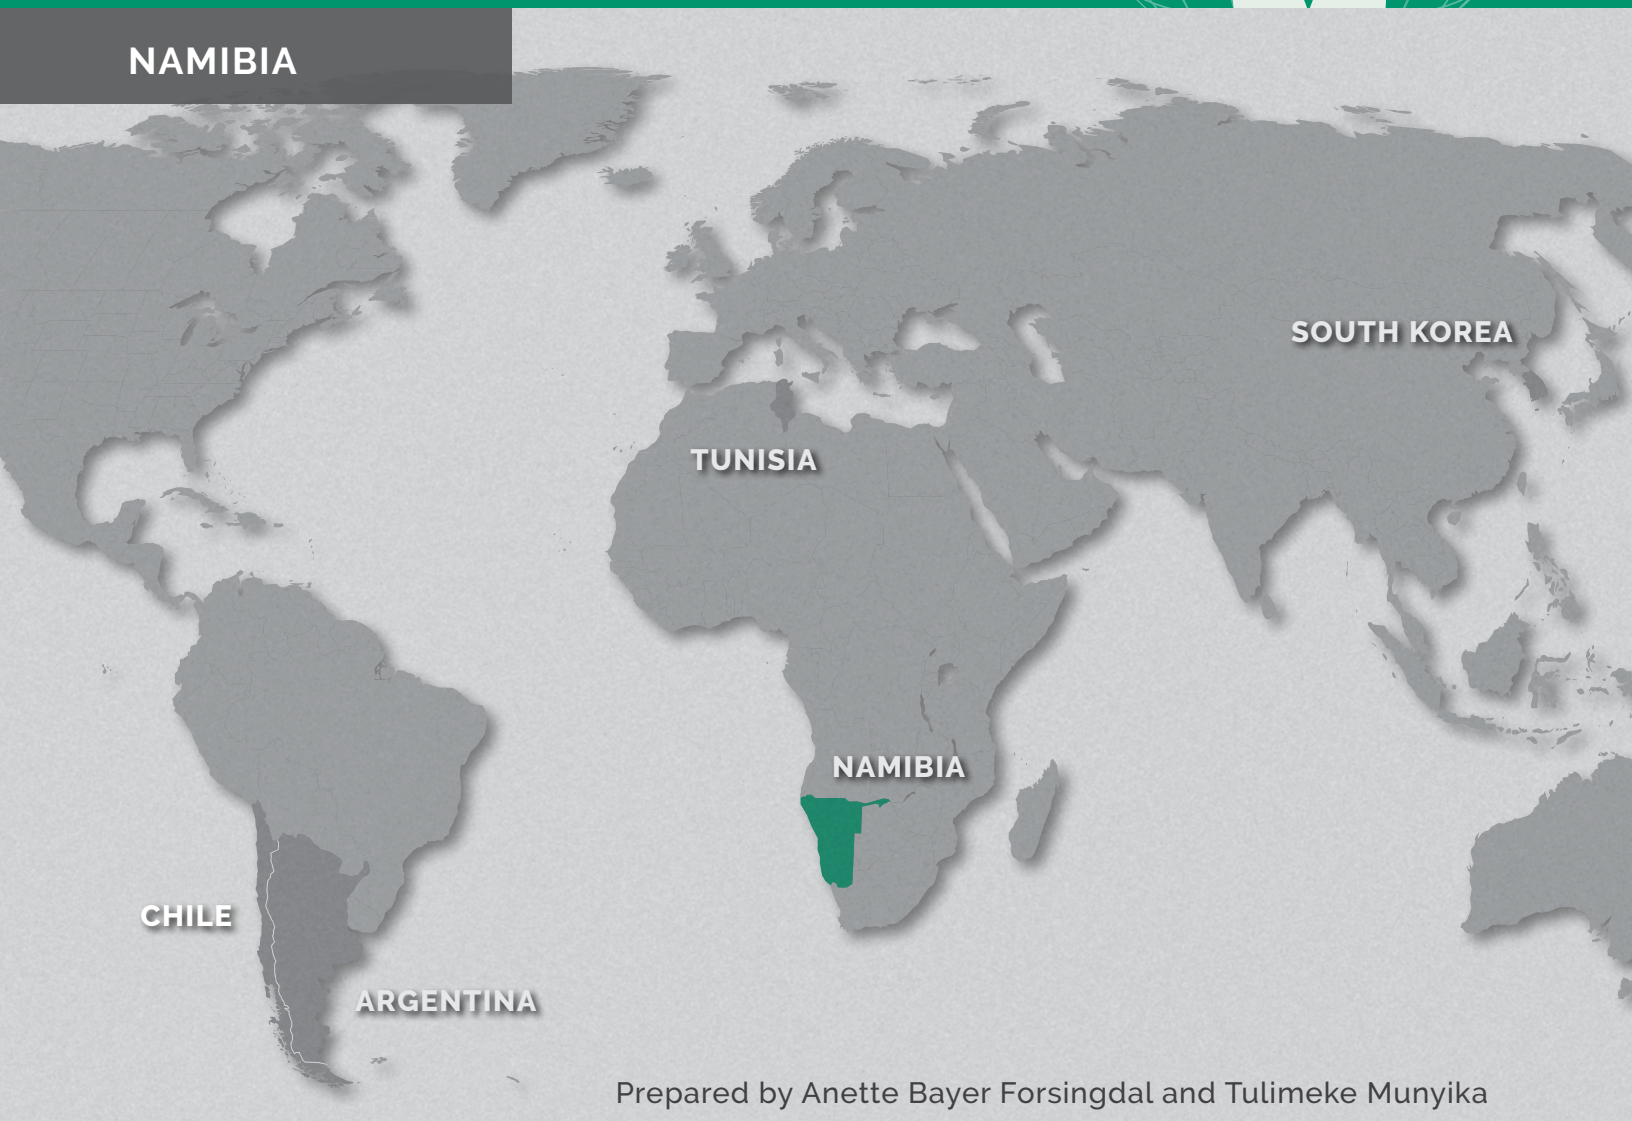 NAMIBIA
SOUTH KOREA
TUNISIA
NAMIBIA
CHILE
ARGENTINA
Prepared by Anette Bayer Forsingdal and Tulimeke Munyika